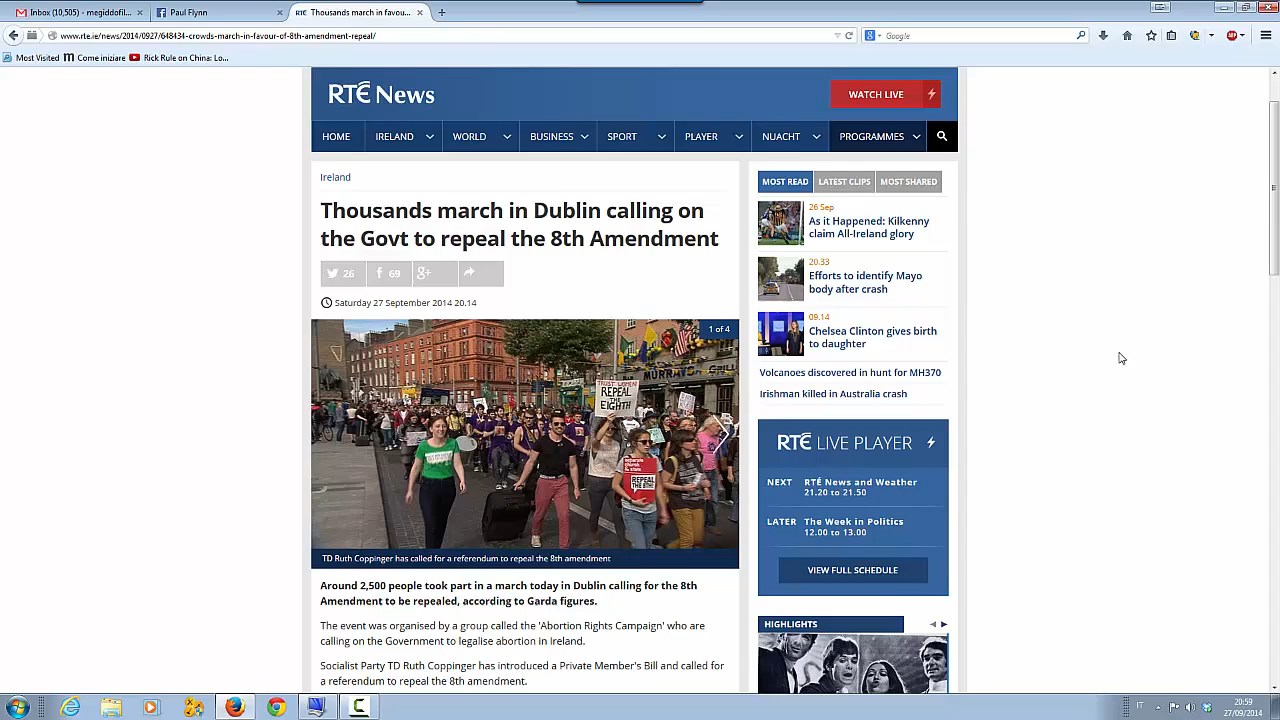 Inbox (10,505) - megiddofil...
Paul Flynn
RTÉ Thousands march in favou...
www.rte.ie/news/2014/0927/648434-crowds-march-in-favour-of-8th-amendment-repeal/
Google
Most Visited
Come iniziare
Rick Rule on China: Lo...
RTÉ News
WATCH LIVE
HOME
IRELAND
WORLD
BUSINESS
SPORT
PLAYER
NUACHT
PROGRAMMES
Ireland
Thousands march in Dublin calling on
the Govt to repeal the 8th Amendment
26
69
Saturday 27 September 2014 20.14
1 of 4
TRUST WOMEN
REPEAL
THE
EIGHTH
REPEAL
THE 8TH
TD Ruth Coppinger has called for a referendum to repeal the 8th amendment
Around 2,500 people took part in a march today in Dublin calling for the 8th
Amendment to be repealed, according to Garda figures.
The event was organised by a group called the 'Abortion Rights Campaign' who are
calling on the Government to legalise abortion in Ireland.
Socialist Party TD Ruth Coppinger has introduced a Private Member's Bill and called for
a referendum to repeal the 8th amendment.
MOST READ
LATEST CLIPS
MOST SHARED
26 Sep
As it Happened: Kilkenny
claim All-Ireland glory
20.33
Efforts to identify Mayo
body after crash
09.14
Chelsea Clinton gives birth
to daughter
Volcanoes discovered in hunt for MH370
Irishman killed in Australia crash
RTÉ LIVE PLAYER
NEXT RTÉ News and Weather
21.20 to 21.50
LATER The Week in Politics
12.00 to 13.00
VIEW FULL SCHEDULE
HIGHLIGHTS
IT
20:59
27/09/2014